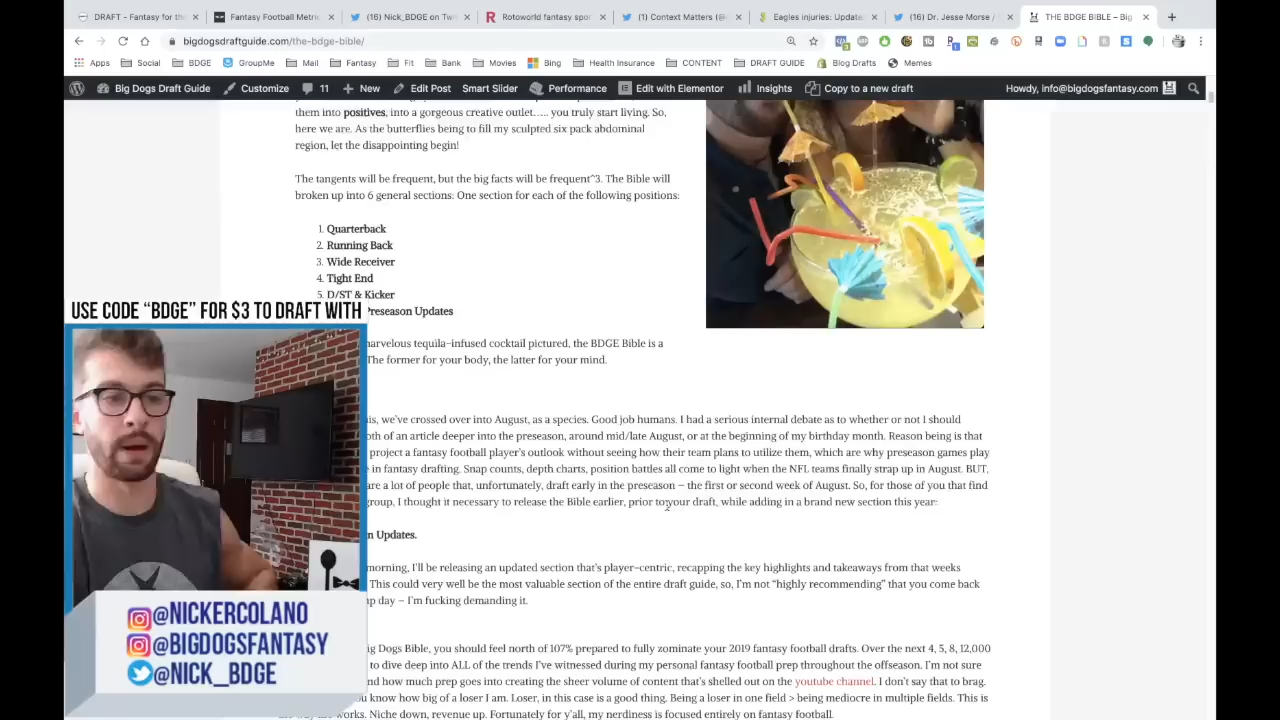 DRAFT - Fantasy for the
Fantasy Football Metric
(16) Nick_BDGE on Tw
Rotoworld fantasy spo
(1) Context Matters (@
Eagles injuries: Update
(16) Dr. Jesse Morse /
THE BDGE BIBLE – Big
bigdogsdraftguide.com/the-bdge-bible/
Apps Social BDGE GroupMe Mail Fantasy Fit Bank Movies Bing Health Insurance CONTENT DRAFT GUIDE Blog Drafts Memes
Big Dogs Draft Guide Customize 11 New Edit Post Smart Slider Performance Edit with Elementor Insights Copy to a new draft Howdy, info@bigdogsfantasy.com
them into positives, into a gorgeous creative outlet….. you truly start living. So,
here we are. As the butterflies being to fill my sculpted six pack abdominal
region, let the disappointing begin!
The tangents will be frequent, but the big facts will be frequent^3. The Bible will
broken up into 6 general sections: One section for each of the following positions:
1. Quarterback
2. Running Back
3. Wide Receiver
4. Tight End
5. D/ST & Kicker
Preseason Updates
USE CODE “BDGE” FOR $3 TO DRAFT WITH
marvelous tequila-infused cocktail pictured, the BDGE Bible is a
The former for your body, the latter for your mind.
we've crossed over into August, as a species. Good job humans. I had a serious internal debate as to whether or not I should
of an article deeper into the preseason, around mid/late August, or at the beginning of my birthday month. Reason being is that
project a fantasy football player's outlook without seeing how their team plans to utilize them, which are why preseason games play
in fantasy drafting. Snap counts, depth charts, position battles all come to light when the NFL teams finally strap up in August. BUT,
are a lot of people that, unfortunately, draft early in the preseason – the first or second week of August. So, for those of you that find
group, I thought it necessary to release the Bible earlier, prior to your draft, while adding in a brand new section this year:
Updates.
morning, I'll be releasing an updated section that's player-centric, recapping the key highlights and takeaways from that weeks
This could very well be the most valuable section of the entire draft guide, so, I'm not “highly recommending” that you come back
day – I'm fucking demanding it.
Big Dogs Bible, you should feel north of 107% prepared to fully zominate your 2019 fantasy football drafts. Over the next 4, 5, 8, 12,000
to dive deep into ALL of the trends I've witnessed during my personal fantasy football prep throughout the offseason. I'm not sure
and how much prep goes into creating the sheer volume of content that's shelled out on the youtube channel. I don't say that to brag.
know how big of a loser I am. Loser, in this case is a good thing. Being a loser in one field > being mediocre in multiple fields. This is
works. Niche down, revenue up. Fortunately for y'all, my nerdiness is focused entirely on fantasy football.
@NICKERCOLANO
@BIGDOGSFANTASY
@NICK_BDGE